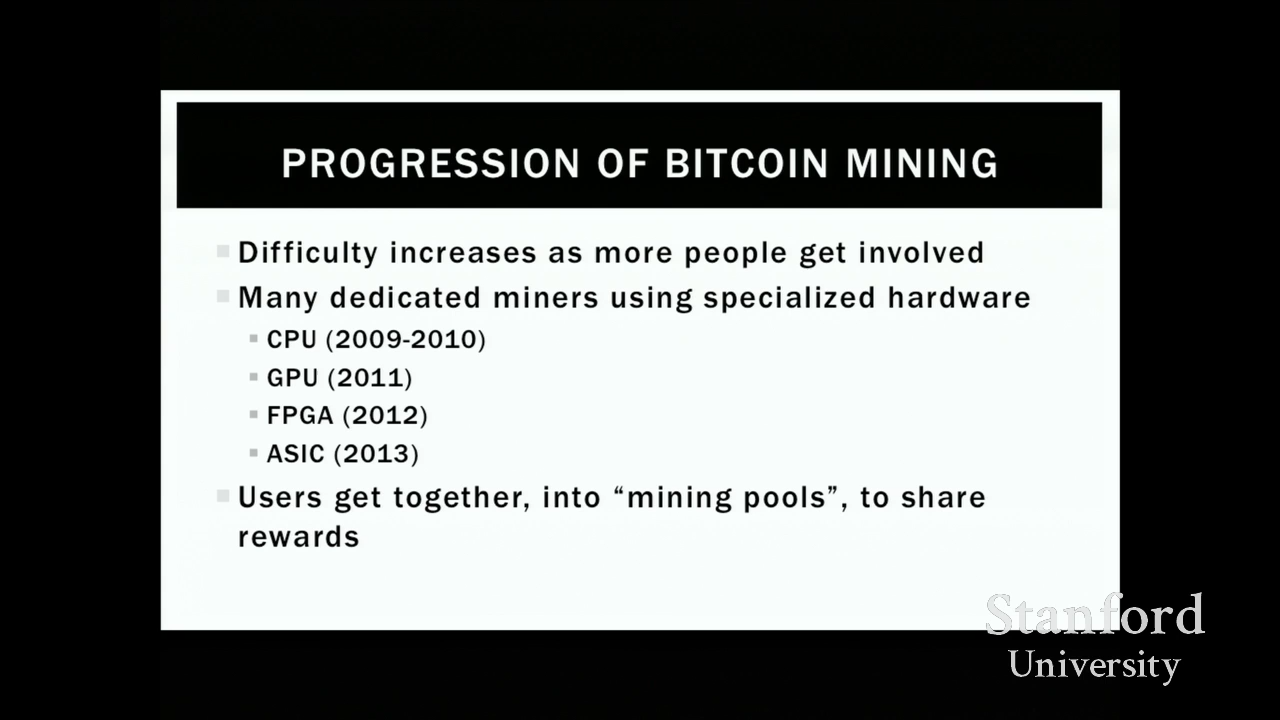 PROGRESSION OF BITCOIN MINING
Difficulty increases as more people get involved
Many dedicated miners using specialized hardware
CPU (2009-2010)
GPU (2011)
FPGA (2012)
ASIC (2013)
Users get together, into “mining pools”, to share
rewards
Stanford
University